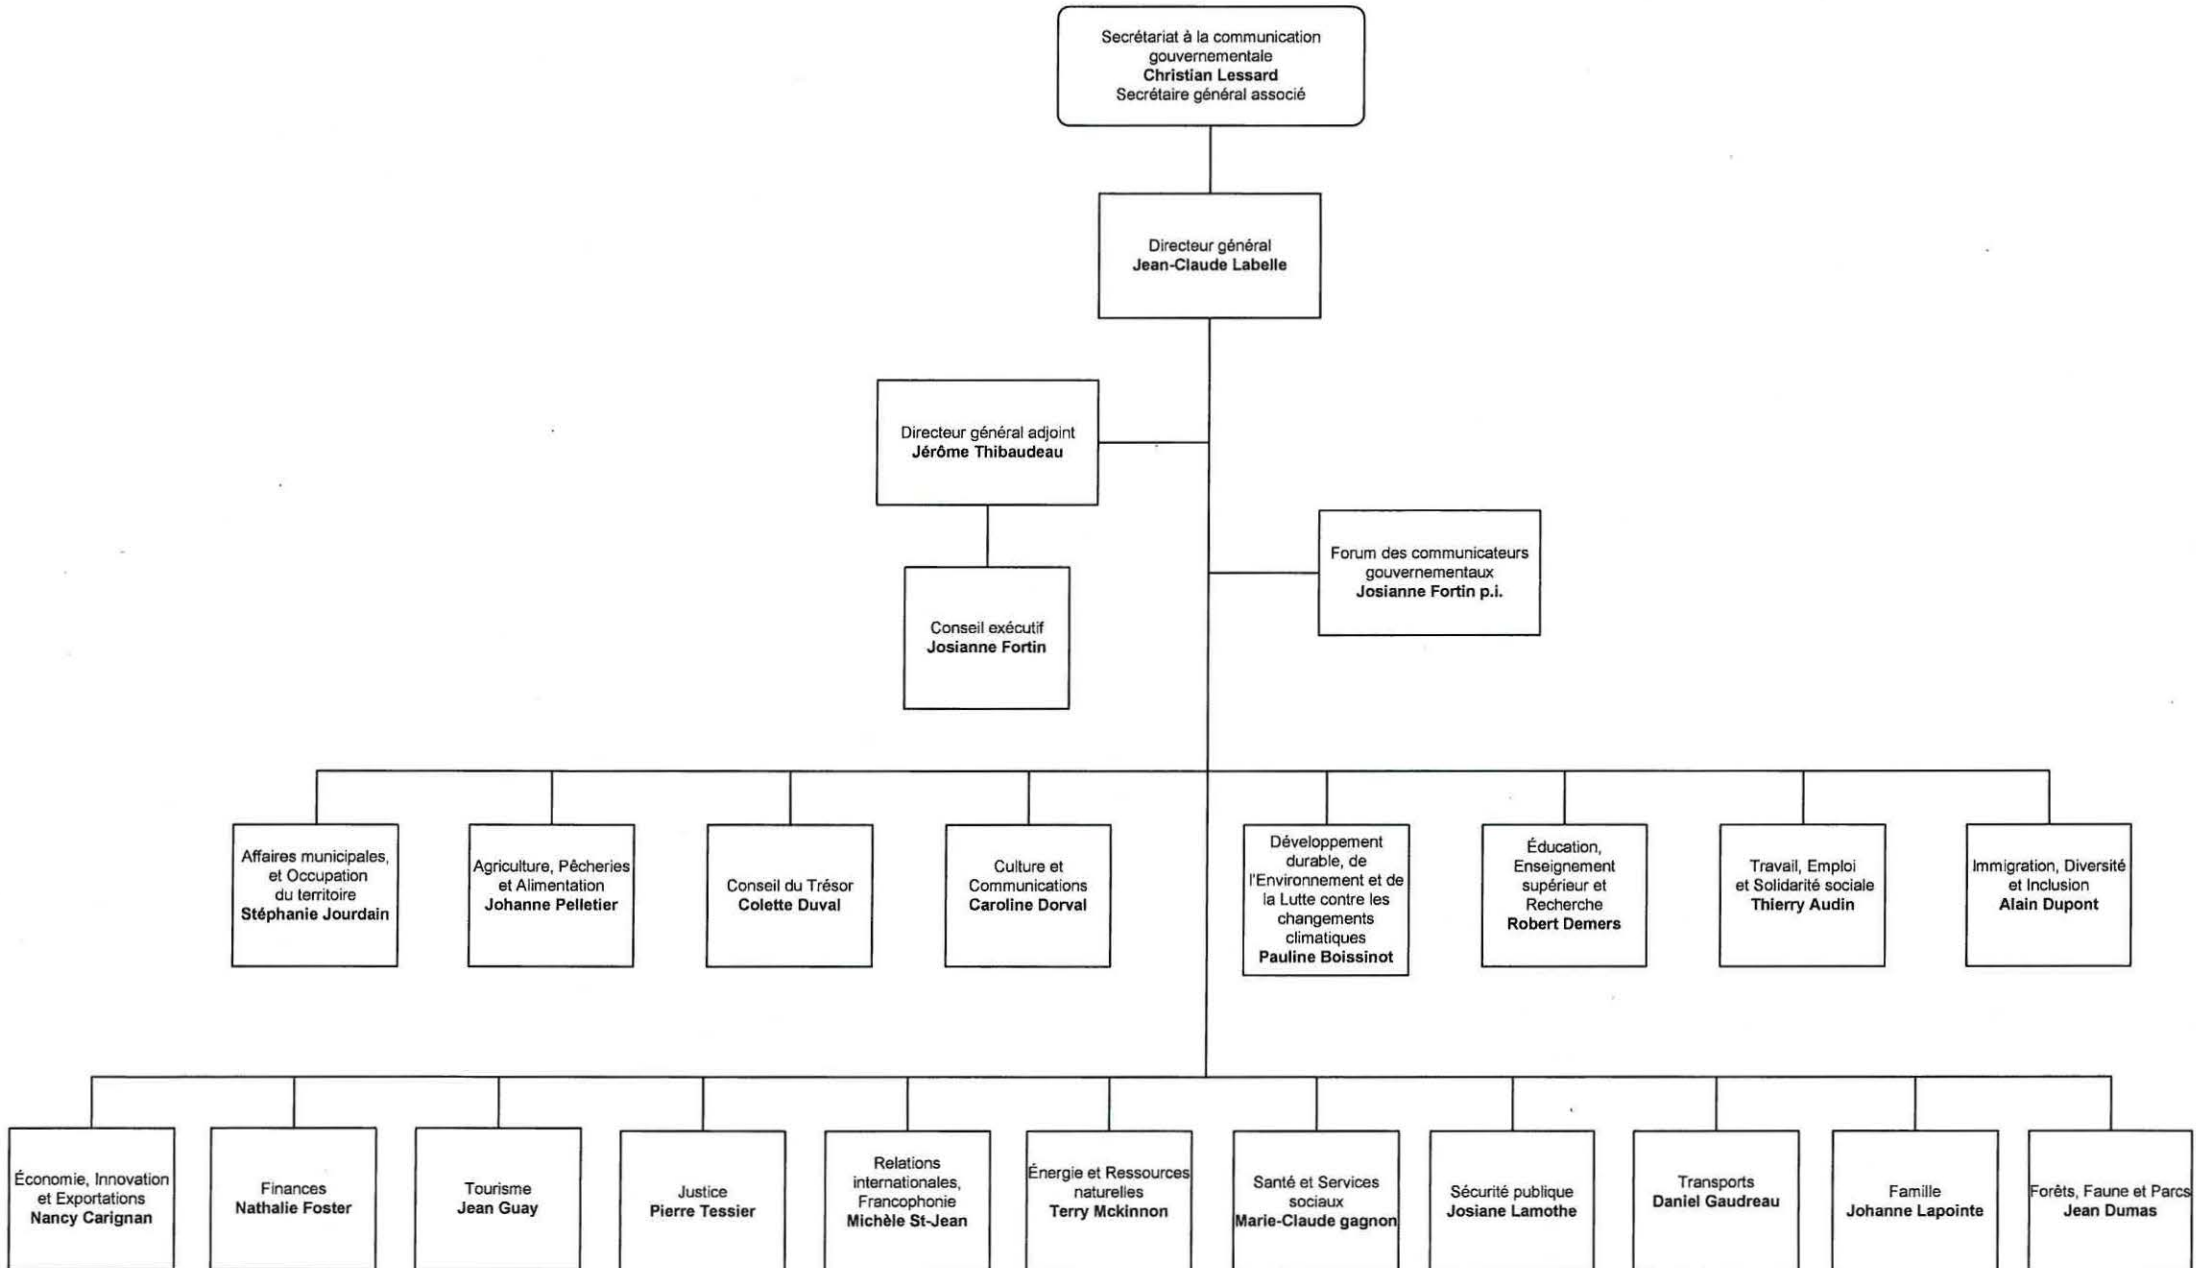 Secrétariat à la communication
gouvernementale
Christian Lessard
Secrétaire général associé
Directeur général
Jean-Claude Labelle
Directeur général adjoint
Jérôme Thibaudeau
Forum des communicateurs
gouvernementaux
Josianne Fortin p.i.
Conseil exécutif
Josianne Fortin
Affaires municipales,
et Occupation
du territoire
Stéphanie Jourdain
Agriculture, Pêcheries
et Alimentation
Johanne Pelletier
Conseil du Trésor
Colette Duval
Culture et
Communications
Caroline Dorval
Développement
durable, de
l'Environnement et de
la Lutte contre les
changements
climatiques
Pauline Boissinot
Éducation,
Enseignement
supérieur et
Recherche
Robert Demers
Travail, Emploi
et Solidarité sociale
Thierry Audin
Immigration, Diversité
et Inclusion
Alain Dupont
Économie, Innovation
et Exportations
Nancy Carignan
Finances
Nathalie Foster
Tourisme
Jean Guay
Justice
Pierre Tessier
Relations
internationales,
Francophonie
Michèle St-Jean
Énergie et Ressources
naturelles
Terry Mckinnon
Santé et Services
sociaux
Marie-Claude gagnon
Sécurité publique
Josiane Lamothe
Transports
Daniel Gaudreau
Famille
Johanne Lapointe
Forêts, Faune et Parcs
Jean Dumas